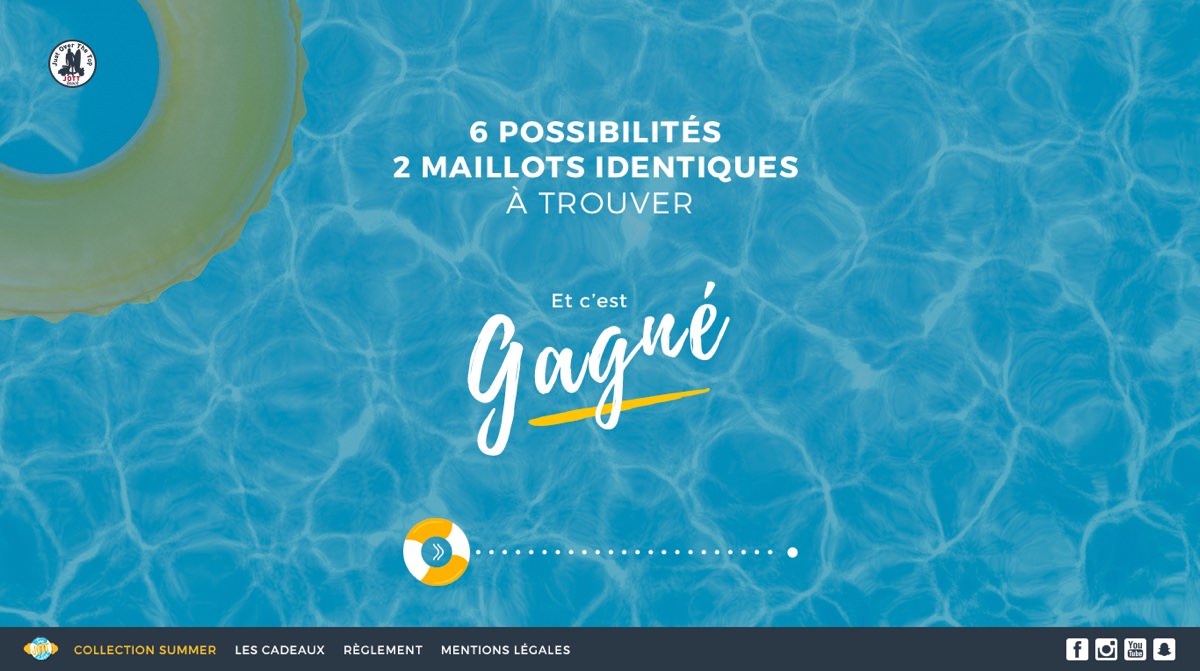 Just Over The Top
JOTT
6 POSSIBILITÉS
2 MAILLOTS IDENTIQUES
À TROUVER
Et c’est
Gagné
COLLECTION SUMMER
LES CADEAUX
RÈGLEMENT
MENTIONS LÉGALES
You
Tube